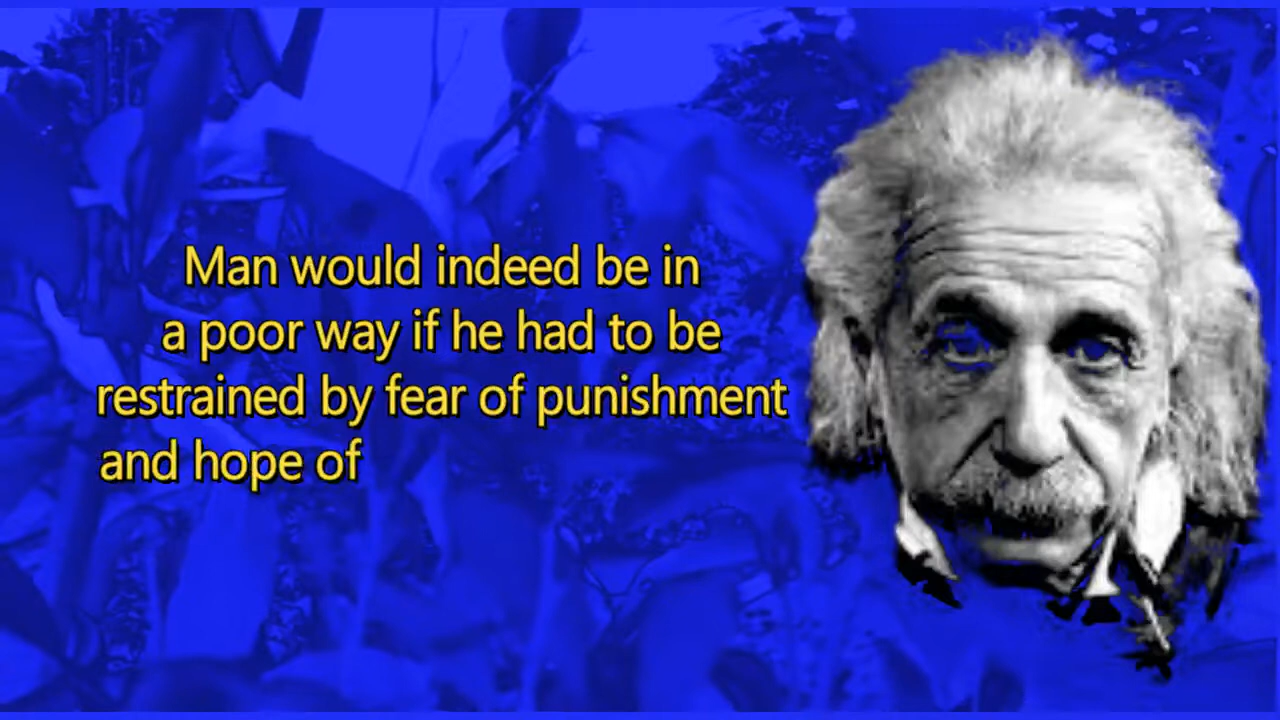 Man would indeed be in
a poor way if he had to be
restrained by fear of punishment
and hope of